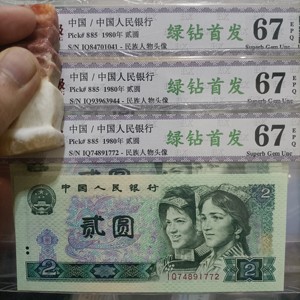 中国 / 中国人民银行
Pick# 885 1980年 贰圆
S/N IQ84701041 - 民族人物头像
绿钻首发
67 EPQ
Superb Gem Unc
中国 / 中国人民银行
Pick# 885 1980年 贰圆
S/N IQ93963944 - 民族人物头像
绿钻首发
67 EPQ
Superb Gem Unc
中国 / 中国人民银行
Pick# 885 1980年 贰圆
S/N IQ74891772 - 民族人物头像
绿钻首发
67 EPQ
Superb Gem Unc
中国人民银行
贰圆
2
2
IQ74891772